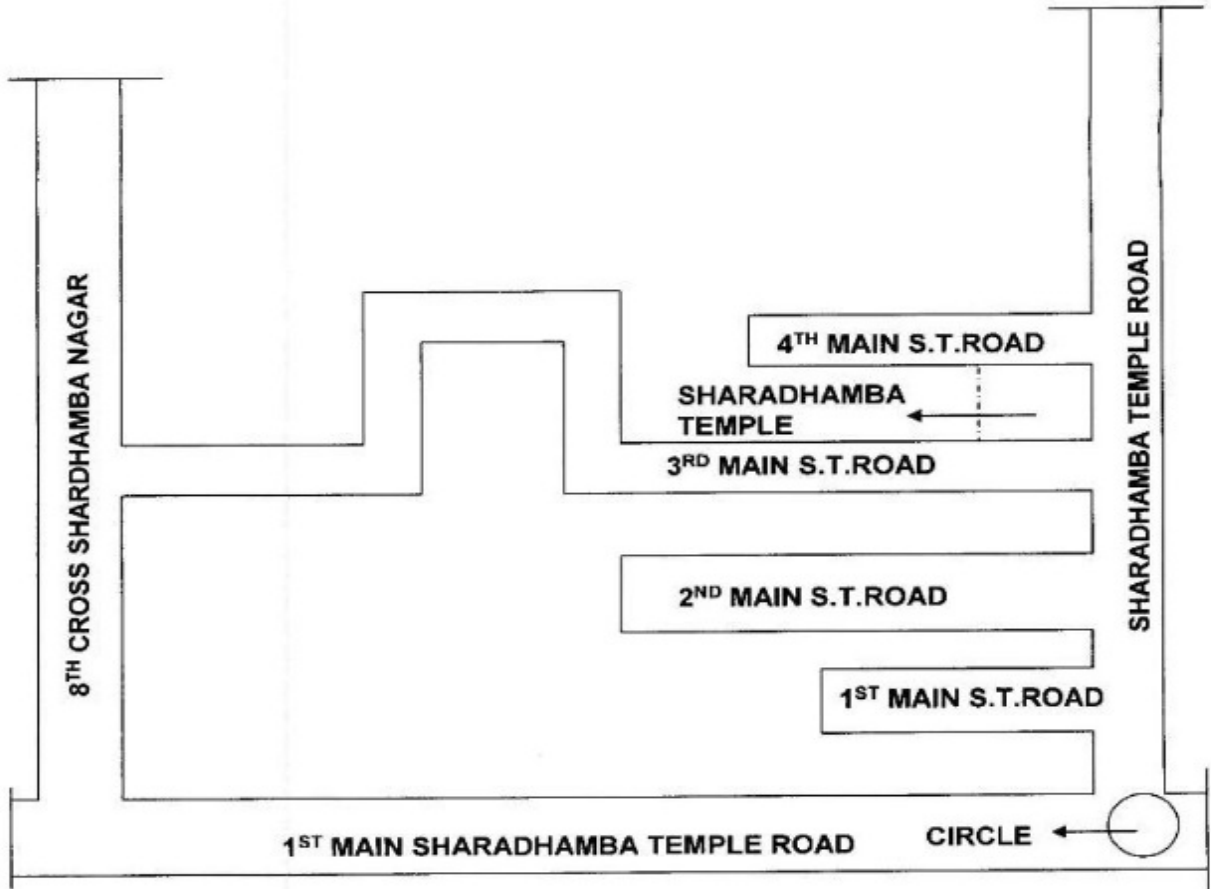 8TH CROSS SHARDHAMBA NAGAR
SHARADHAMBA TEMPLE ROAD
4TH MAIN S.T.ROAD
SHARADHAMBA
TEMPLE
3RD MAIN S.T.ROAD
2ND MAIN S.T.ROAD
1ST MAIN S.T.ROAD
1ST MAIN SHARADHAMBA TEMPLE ROAD
CIRCLE